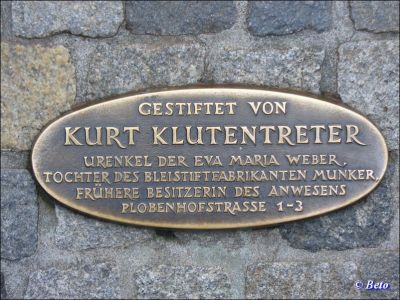 GESTIFTET VON
KURT KLUTENTRETER
URENKEL DER EVA MARIA WEBER,
TOCHTER DES BLEISTIFTFABRIKANTEN MUNKER,
FRÜHERE BESITZERIN DES ANWESENS
PLOBENHOFSTRASSE 1-3
© Beto